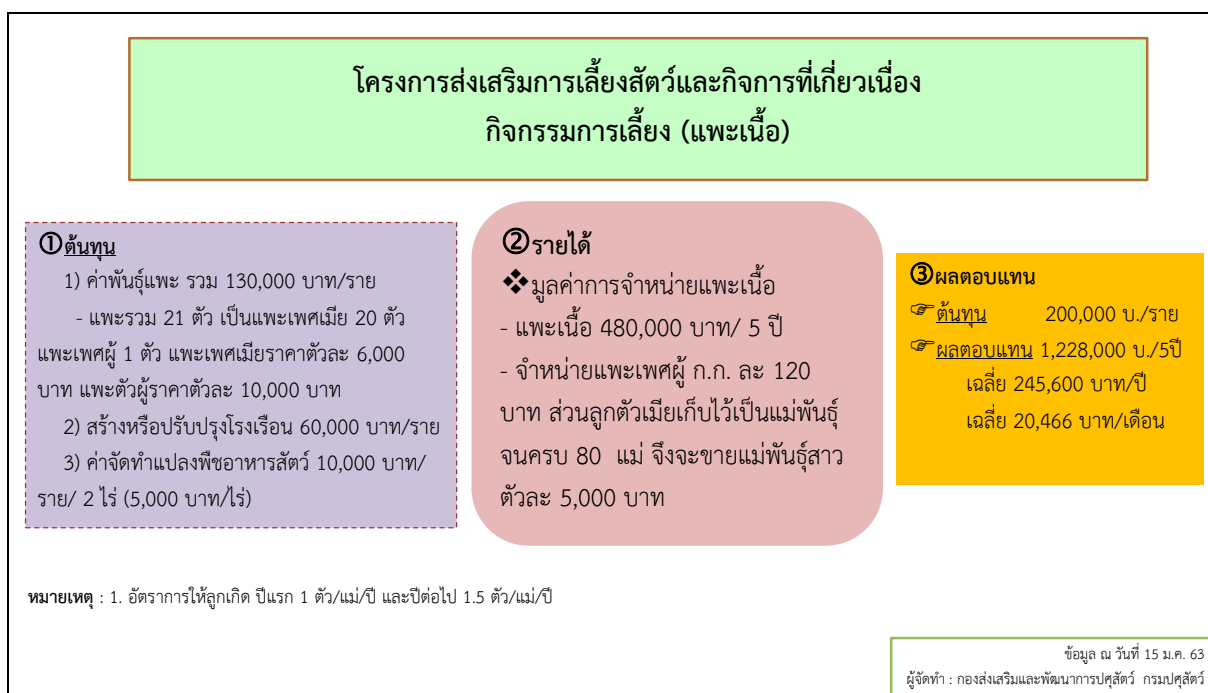 โครงการส่งเสริมการเลี้ยงสัตว์และกิจการที่เกี่ยวเนื่อง
กิจกรรมการเลี้ยง (แพะเนื้อ)
①ต้นทุน
1) ค่าพันธุ์แพะ รวม 130,000 บาท/ราย
- แพะรวม 21 ตัว เป็นแพะเพศเมีย 20 ตัว
แพะเพศผู้ 1 ตัว แพะเพศเมียราคาตัวละ 6,000
บาท แพะตัวผู้ราคาตัวละ 10,000 บาท
2) สร้างหรือปรับปรุงโรงเรือน 60,000 บาท/ราย
3) ค่าจัดทำแปลงพืชอาหารสัตว์ 10,000 บาท/
ราย/ 2 ไร่ (5,000 บาท/ไร่)
②รายได้
❖มูลค่าการจำหน่ายแพะเนื้อ
- แพะเนื้อ 480,000 บาท/ 5 ปี
- จำหน่ายแพะเพศผู้ ก.ก. ละ 120
บาท ส่วนลูกตัวเมียเก็บไว้เป็นแม่พันธุ์
จนครบ 80 แม่ จึงจะขายแม่พันธุ์สาว
ตัวละ 5,000 บาท
③ผลตอบแทน
☞ต้นทุน 200,000 บ./ราย
☞ผลตอบแทน 1,228,000 บ./5ปี
เฉลี่ย 245,600 บาท/ปี
เฉลี่ย 20,466 บาท/เดือน
หมายเหตุ : 1. อัตราการให้ลูกเกิด ปีแรก 1 ตัว/แม่/ปี และปีต่อไป 1.5 ตัว/แม่/ปี
ข้อมูล ณ วันที่ 15 ม.ค. 63
ผู้จัดทำ : กองส่งเสริมและพัฒนาการปศุสัตว์ กรมปศุสัตว์